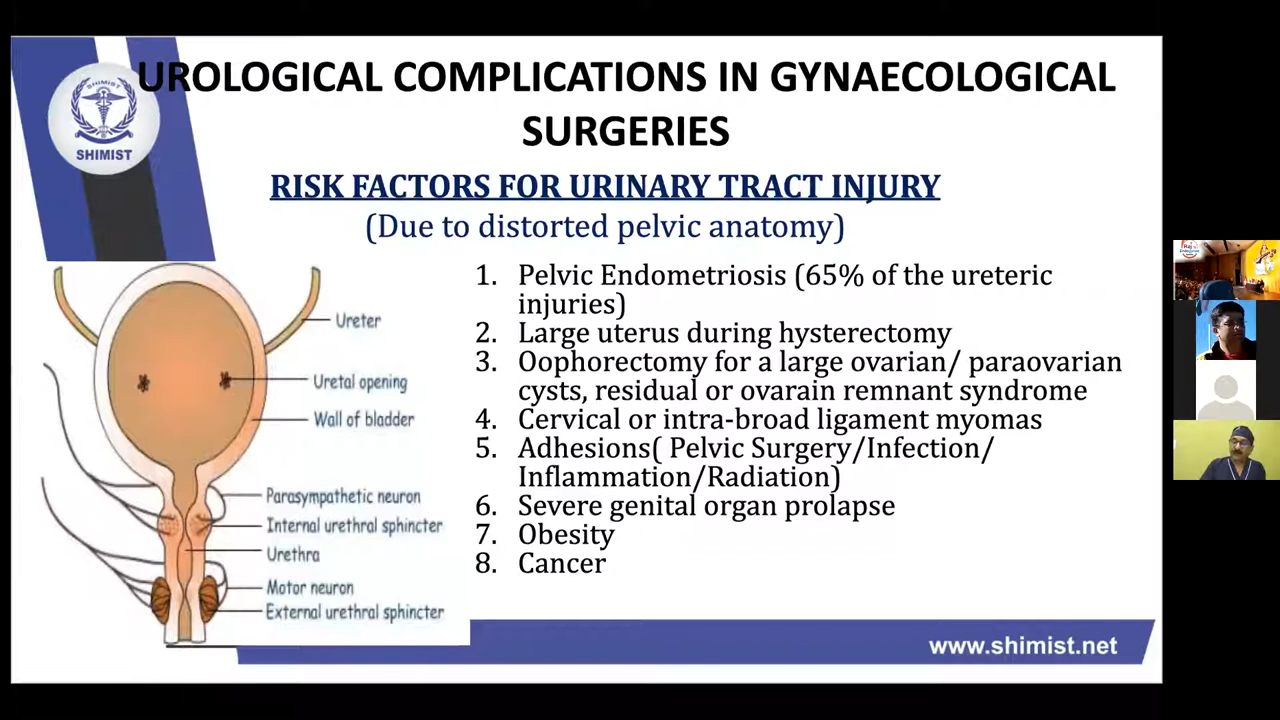 UROLOGICAL COMPLICATIONS IN GYNAECOLOGICAL
SURGERIES
SHIMIST
SHIMIST
RISK FACTORS FOR URINARY TRACT INJURY
(Due to distorted pelvic anatomy)
1. Pelvic Endometriosis (65% of the ureteric
injuries)
2. Large uterus during hysterectomy
3. Oophorectomy for a large ovarian/ paraovarian
cysts, residual or ovarain remnant syndrome
4. Cervical or intra-broad ligament myomas
5. Adhesions( Pelvic Surgery/Infection/
Inflammation/Radiation)
6. Severe genital organ prolapse
7. Obesity
8. Cancer
Ureter
Uretal opening
Wall of bladder
Parasympathetic neuron
Internal urethral sphincter
Urethra
Motor neuron
External urethral sphincter
www.shimist.net